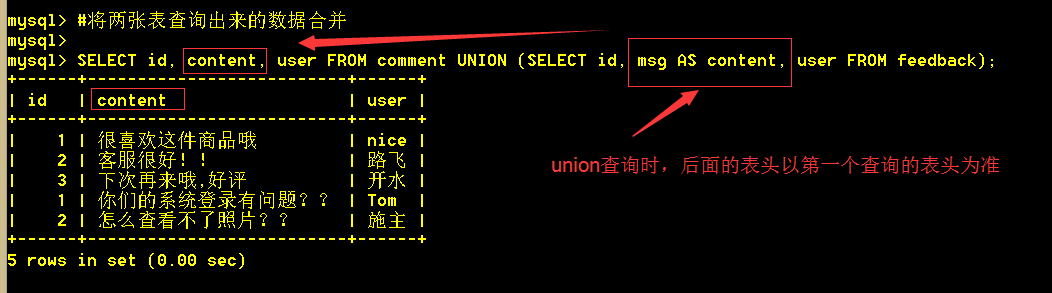 mysql> #将两张表查询出来的数据合并
mysql>
mysql> SELECT id, content, user FROM comment UNION (SELECT id, msg AS content, user FROM feedback);
+------+--------------------------+------+
| id   | content                  | user |
+------+--------------------------+------+
|    1 | 很喜欢这件商品哦         | nice |
|    2 | 客服很好！！             | 路飞 |
|    3 | 下次再来哦,好评          | 开水 |
|    1 | 你们的系统登录有问题？？ | Tom  |
|    2 | 怎么查看不了照片？？     | 施主 |
+------+--------------------------+------+
5 rows in set (0.00 sec)
union查询时，后面的表头以第一个查询的表头为准